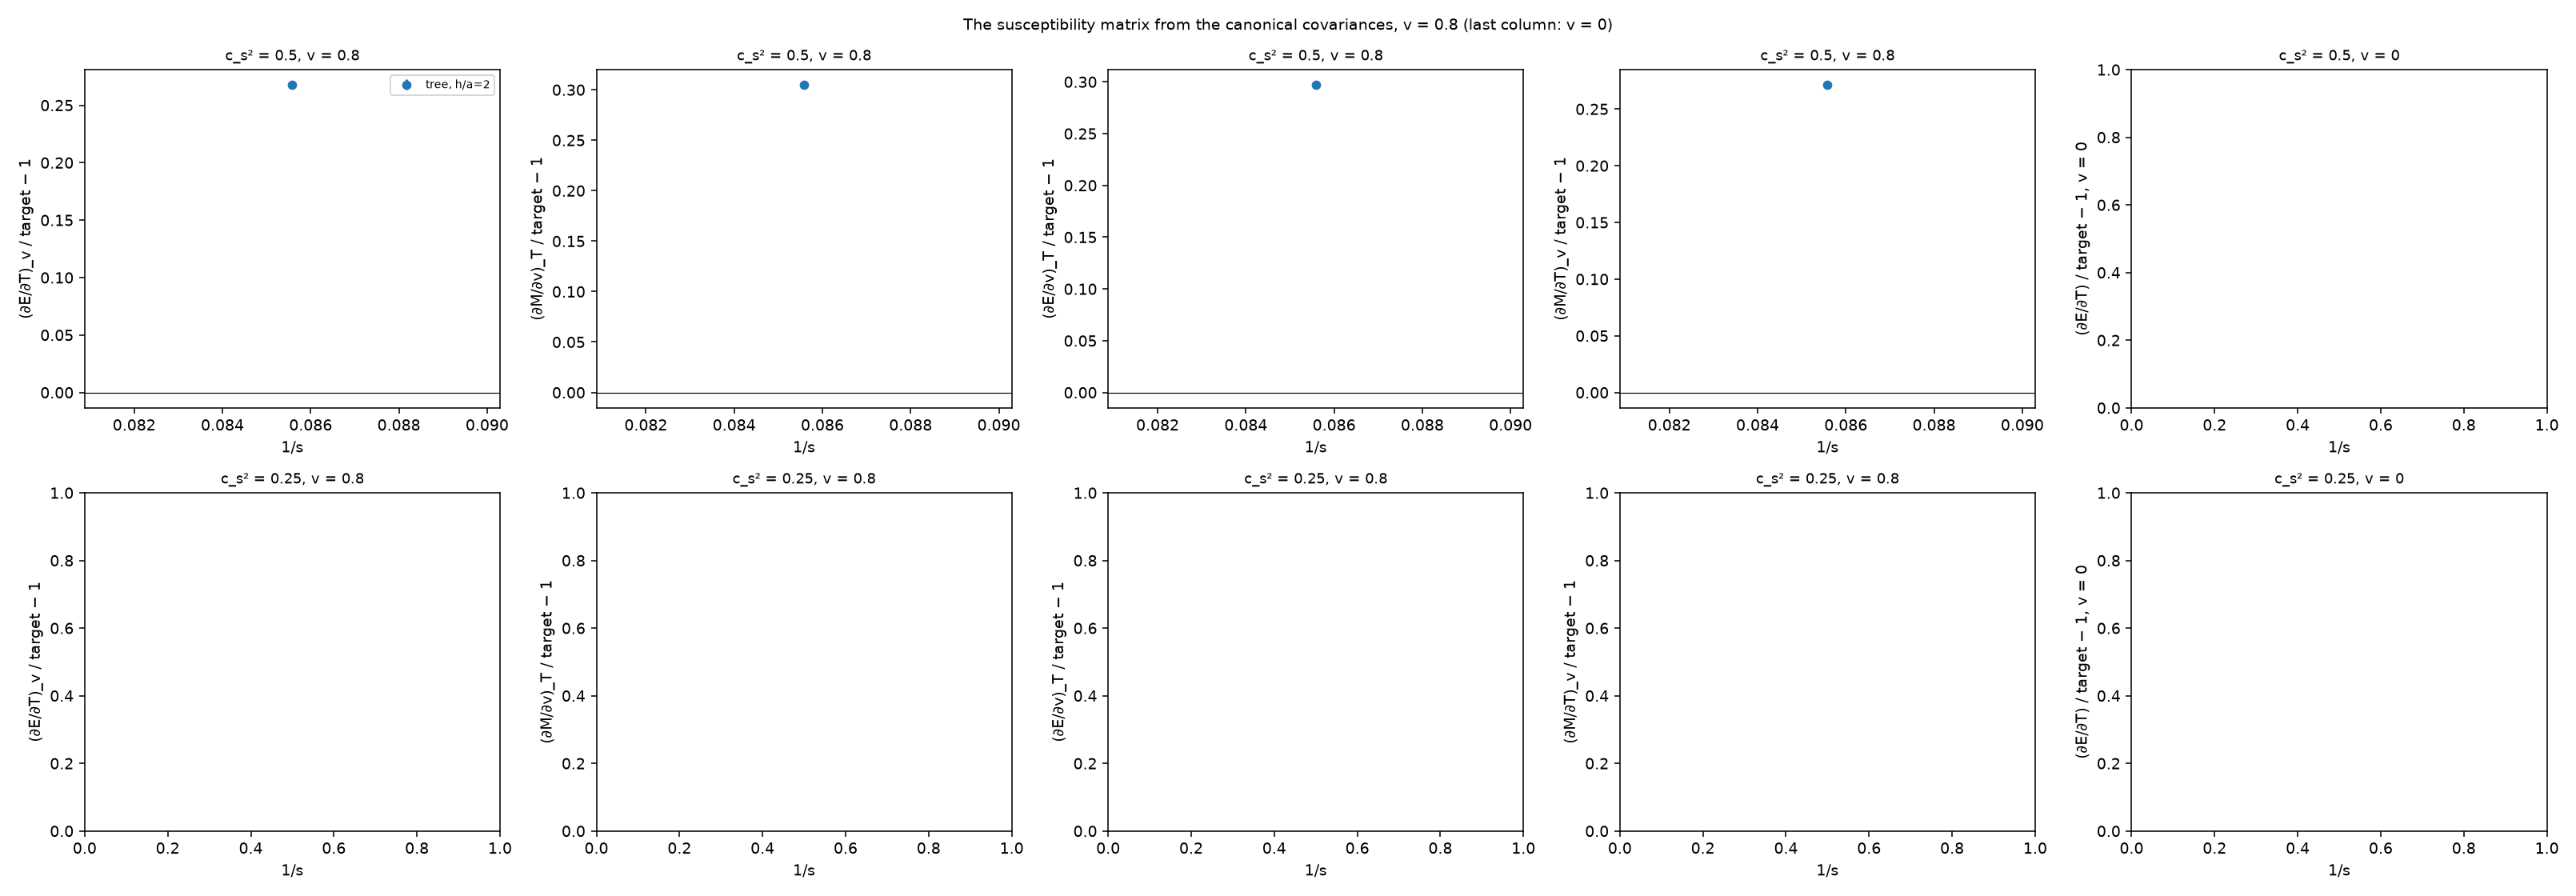 The susceptibility matrix from the canonical covariances, v = 0.8 (last column: v = 0)
c_s² = 0.5, v = 0.8
(∂E/∂T)_v / target − 1
0.25
0.20
0.15
0.10
0.05
0.00
tree, h/a=2
0.082 0.084 0.086 0.088 0.090
1/s
c_s² = 0.5, v = 0.8
(∂M/∂v)_T / target − 1
0.30
0.25
0.20
0.15
0.10
0.05
0.00
0.082 0.084 0.086 0.088 0.090
1/s
c_s² = 0.5, v = 0.8
(∂E/∂v)_T / target − 1
0.30
0.25
0.20
0.15
0.10
0.05
0.00
0.082 0.084 0.086 0.088 0.090
1/s
c_s² = 0.5, v = 0.8
(∂M/∂T)_v / target − 1
0.25
0.20
0.15
0.10
0.05
0.00
0.082 0.084 0.086 0.088 0.090
1/s
c_s² = 0.5, v = 0
(∂E/∂T) / target − 1, v = 0
1.0
0.8
0.6
0.4
0.2
0.0
0.0 0.2 0.4 0.6 0.8 1.0
1/s
c_s² = 0.25, v = 0.8
(∂E/∂T)_v / target − 1
1.0
0.8
0.6
0.4
0.2
0.0
0.0 0.2 0.4 0.6 0.8 1.0
1/s
c_s² = 0.25, v = 0.8
(∂M/∂v)_T / target − 1
1.0
0.8
0.6
0.4
0.2
0.0
0.0 0.2 0.4 0.6 0.8 1.0
1/s
c_s² = 0.25, v = 0.8
(∂E/∂v)_T / target − 1
1.0
0.8
0.6
0.4
0.2
0.0
0.0 0.2 0.4 0.6 0.8 1.0
1/s
c_s² = 0.25, v = 0.8
(∂M/∂T)_v / target − 1
1.0
0.8
0.6
0.4
0.2
0.0
0.0 0.2 0.4 0.6 0.8 1.0
1/s
c_s² = 0.25, v = 0
(∂E/∂T) / target − 1, v = 0
1.0
0.8
0.6
0.4
0.2
0.0
0.0 0.2 0.4 0.6 0.8 1.0
1/s